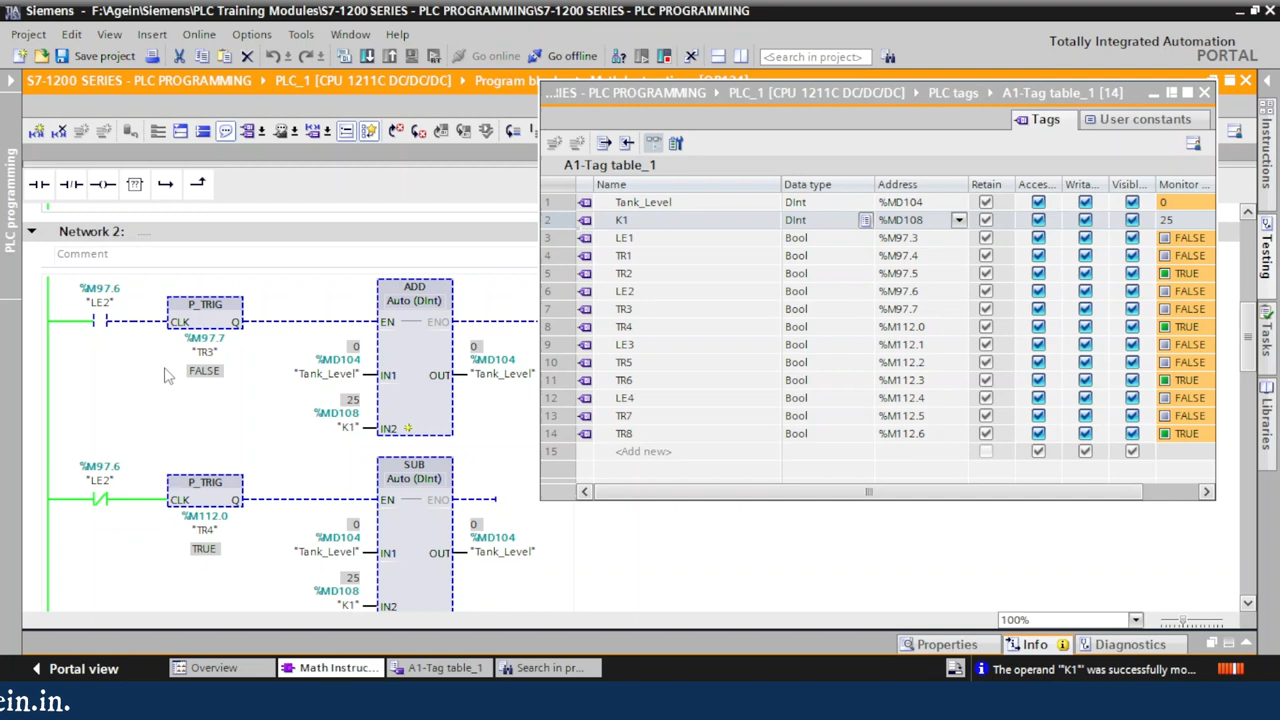 Siemens - F:\Agein\Siemens\PLC Training Modules\S7-1200 SERIES - PLC PROGRAMMING\S7-1200 SERIES - PLC PROGRAMMING
Project Edit View Insert Online Options Tools Window Help
Totally Integrated Automation
PORTAL
Save project Go online Go offline <Search in project>
S7-1200 SERIES - PLC PROGRAMMING PLC_1 [CPU 1211C DC/DC/DC]
...IES - PLC PROGRAMMING PLC_1 [CPU 1211C DC/DC/DC] PLC tags A1-Tag table_1 [14]
Tags User constants
A1-Tag table_1
Name Data type Address Retain Acces... Writa... Visibl... Monitor ...
1 Tank_Level DInt %MD104 0
2 K1 DInt %MD108 25
3 LE1 Bool %M97.3 FALSE
4 TR1 Bool %M97.4 FALSE
5 TR2 Bool %M97.5 TRUE
6 LE2 Bool %M97.6 FALSE
7 TR3 Bool %M97.7 FALSE
8 TR4 Bool %M112.0 TRUE
9 LE3 Bool %M112.1 FALSE
10 TR5 Bool %M112.2 FALSE
11 TR6 Bool %M112.3 TRUE
12 LE4 Bool %M112.4 FALSE
13 TR7 Bool %M112.5 FALSE
14 TR8 Bool %M112.6 TRUE
15 <Add new>
PLC programming
Instructions
Testing
Tasks
Libraries
??
Network 2: .....
Comment
%M97.6
"LE2"
P_TRIG
CLK Q
%M97.7
"TR3"
FALSE
ADD
Auto (DInt)
EN ENO
0
%MD104
"Tank_Level" IN1
0
%MD104
OUT "Tank_Level"
25
%MD108
"K1" IN2
%M97.6
"LE2"
P_TRIG
CLK Q
%M112.0
"TR4"
TRUE
SUB
Auto (DInt)
EN ENO
0
%MD104
"Tank_Level" IN1
0
%MD104
OUT "Tank_Level"
25
%MD108
"K1" IN2
100%
Properties Info Diagnostics
Portal view Overview Math Instruc... A1-Tag table_1 Search in pr... The operand '"K1"' was successfully mo...
ein.in.